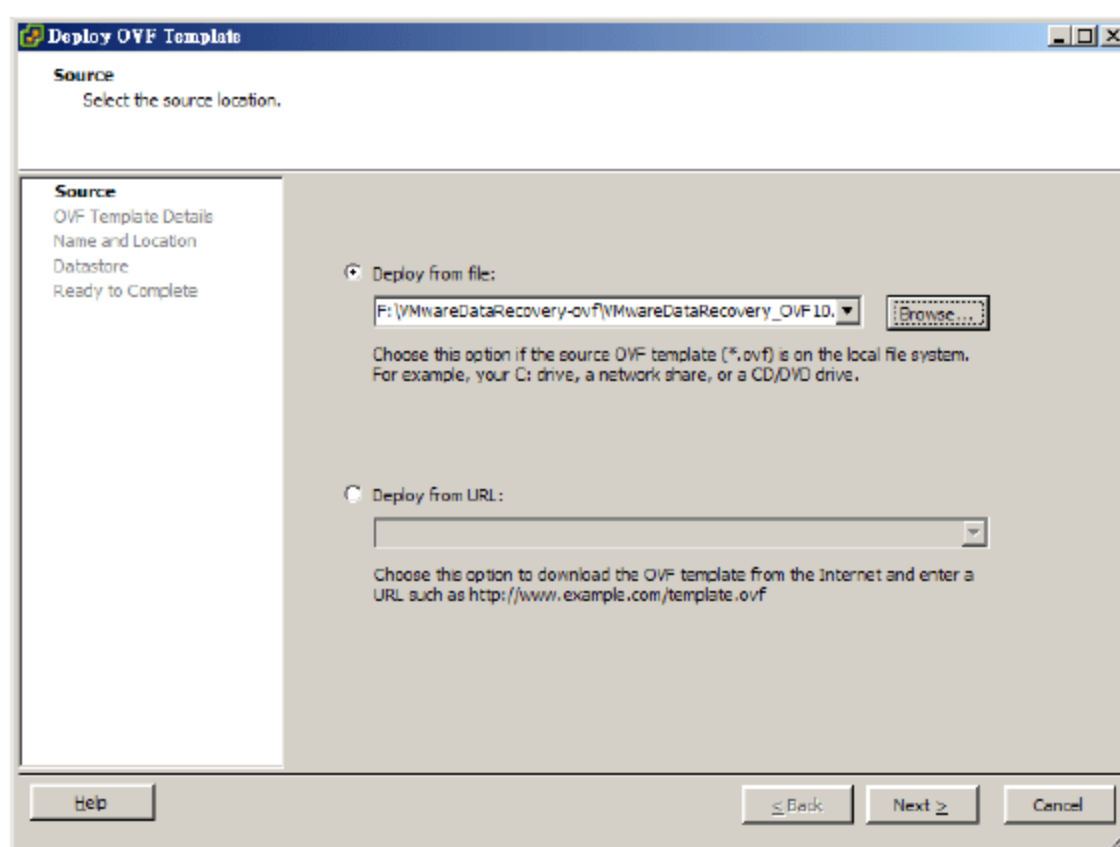 Deploy OVF Template
Source
Select the source location.
Source
OVF Template Details
Name and Location
Datastore
Ready to Complete
Deploy from file:
F:\VMwareDataRecovery-ovf\VMwareDataRecovery_OVF10.
Browse...
Choose this option if the source OVF template (*.ovf) is on the local file system.
For example, your C: drive, a network share, or a CD/DVD drive.
Deploy from URL:
Choose this option to download the OVF template from the Internet and enter a
URL such as http://www.example.com/template.ovf
Help
≤ Back
Next ≥
Cancel